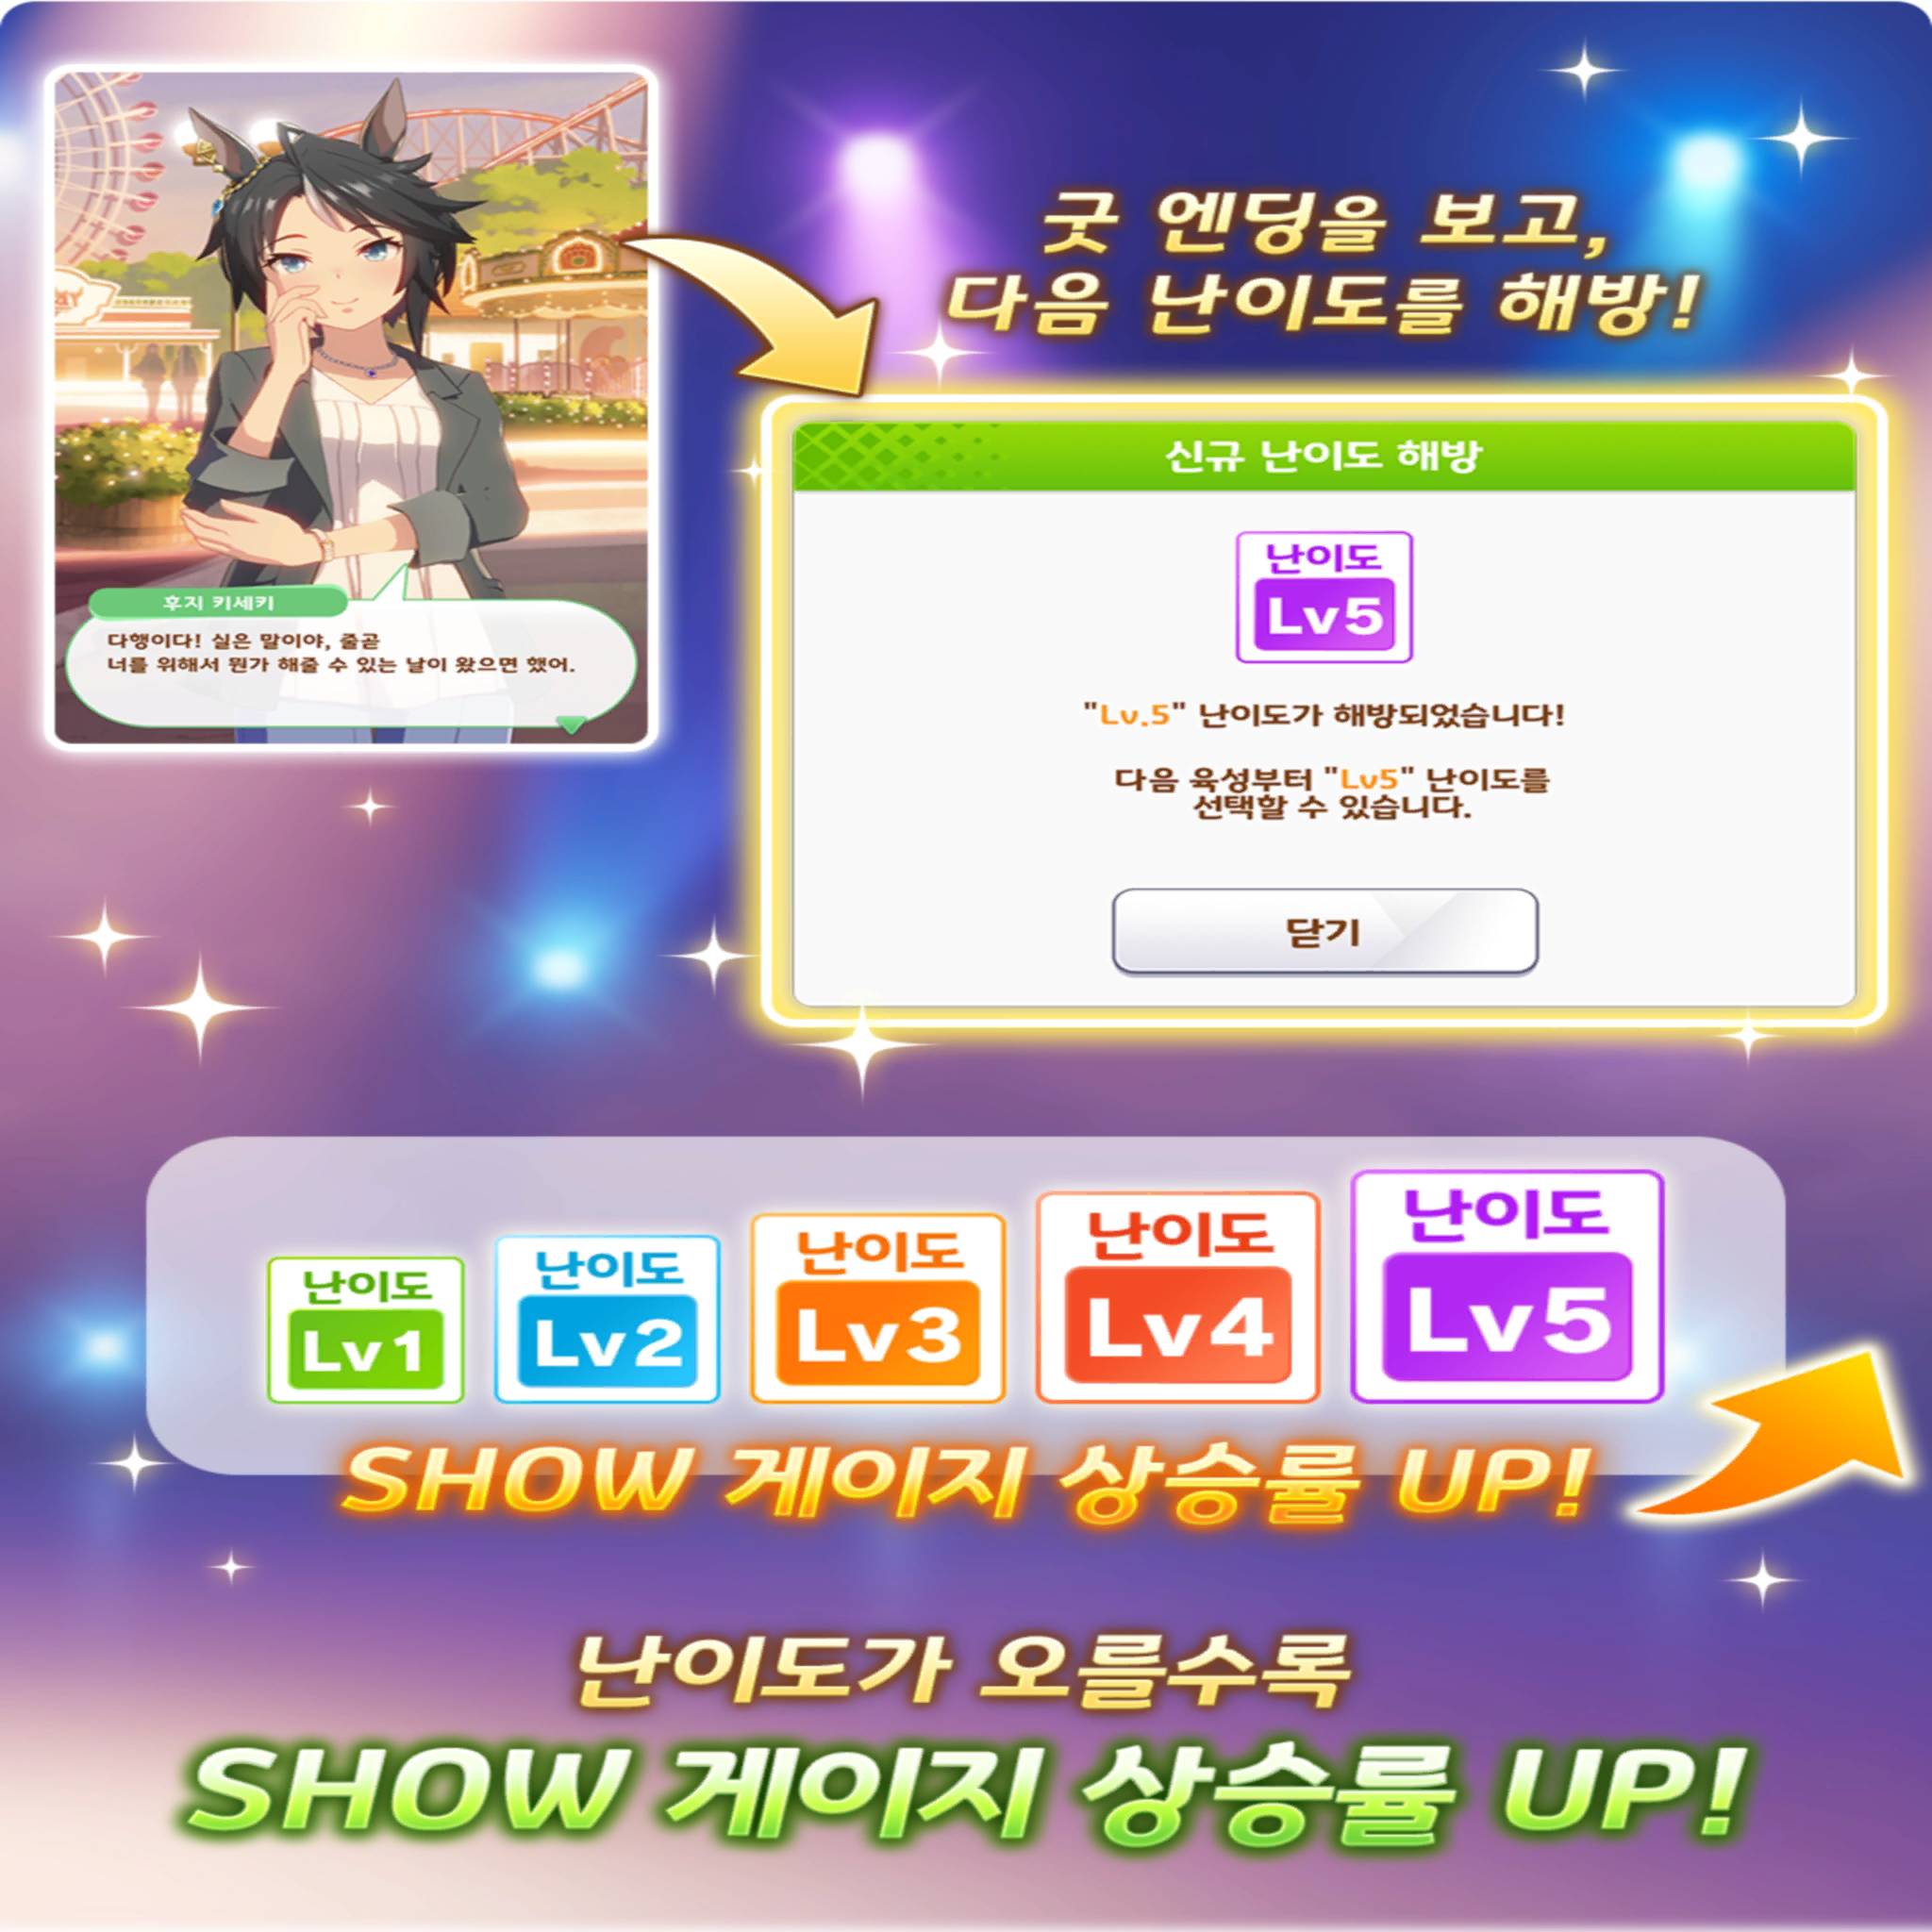 굿 엔딩을 보고,
다음 난이도를 해방!
후지 키세키
다행이다! 실은 말이야, 줄곧
너를 위해서 뭔가 해줄 수 있는 날이 왔으면 했어.
신규 난이도 해방
난이도
Lv5
"Lv.5" 난이도가 해방되었습니다!
다음 육성부터 "Lv5" 난이도를
선택할 수 있습니다.
닫기
난이도
Lv1
난이도
Lv2
난이도
Lv3
난이도
Lv4
난이도
Lv5
SHOW 게이지 상승률 UP!
난이도가 오를수록
SHOW 게이지 상승률 UP!